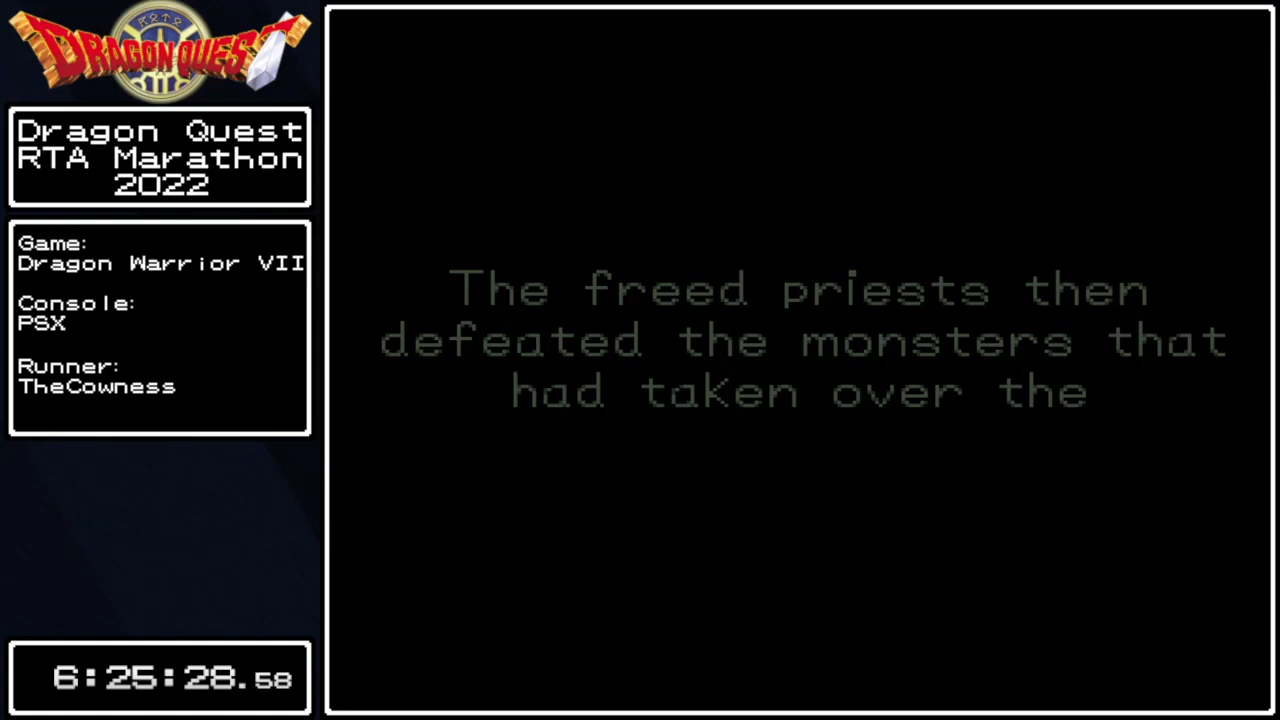 DRAGON QUEST
Dragon Quest
RTA Marathon
2022
Game:
Dragon Warrior VII
Console:
PSX
Runner:
TheCowness
The freed priests then
defeated the monsters that
had taken over the
6:25:28.58